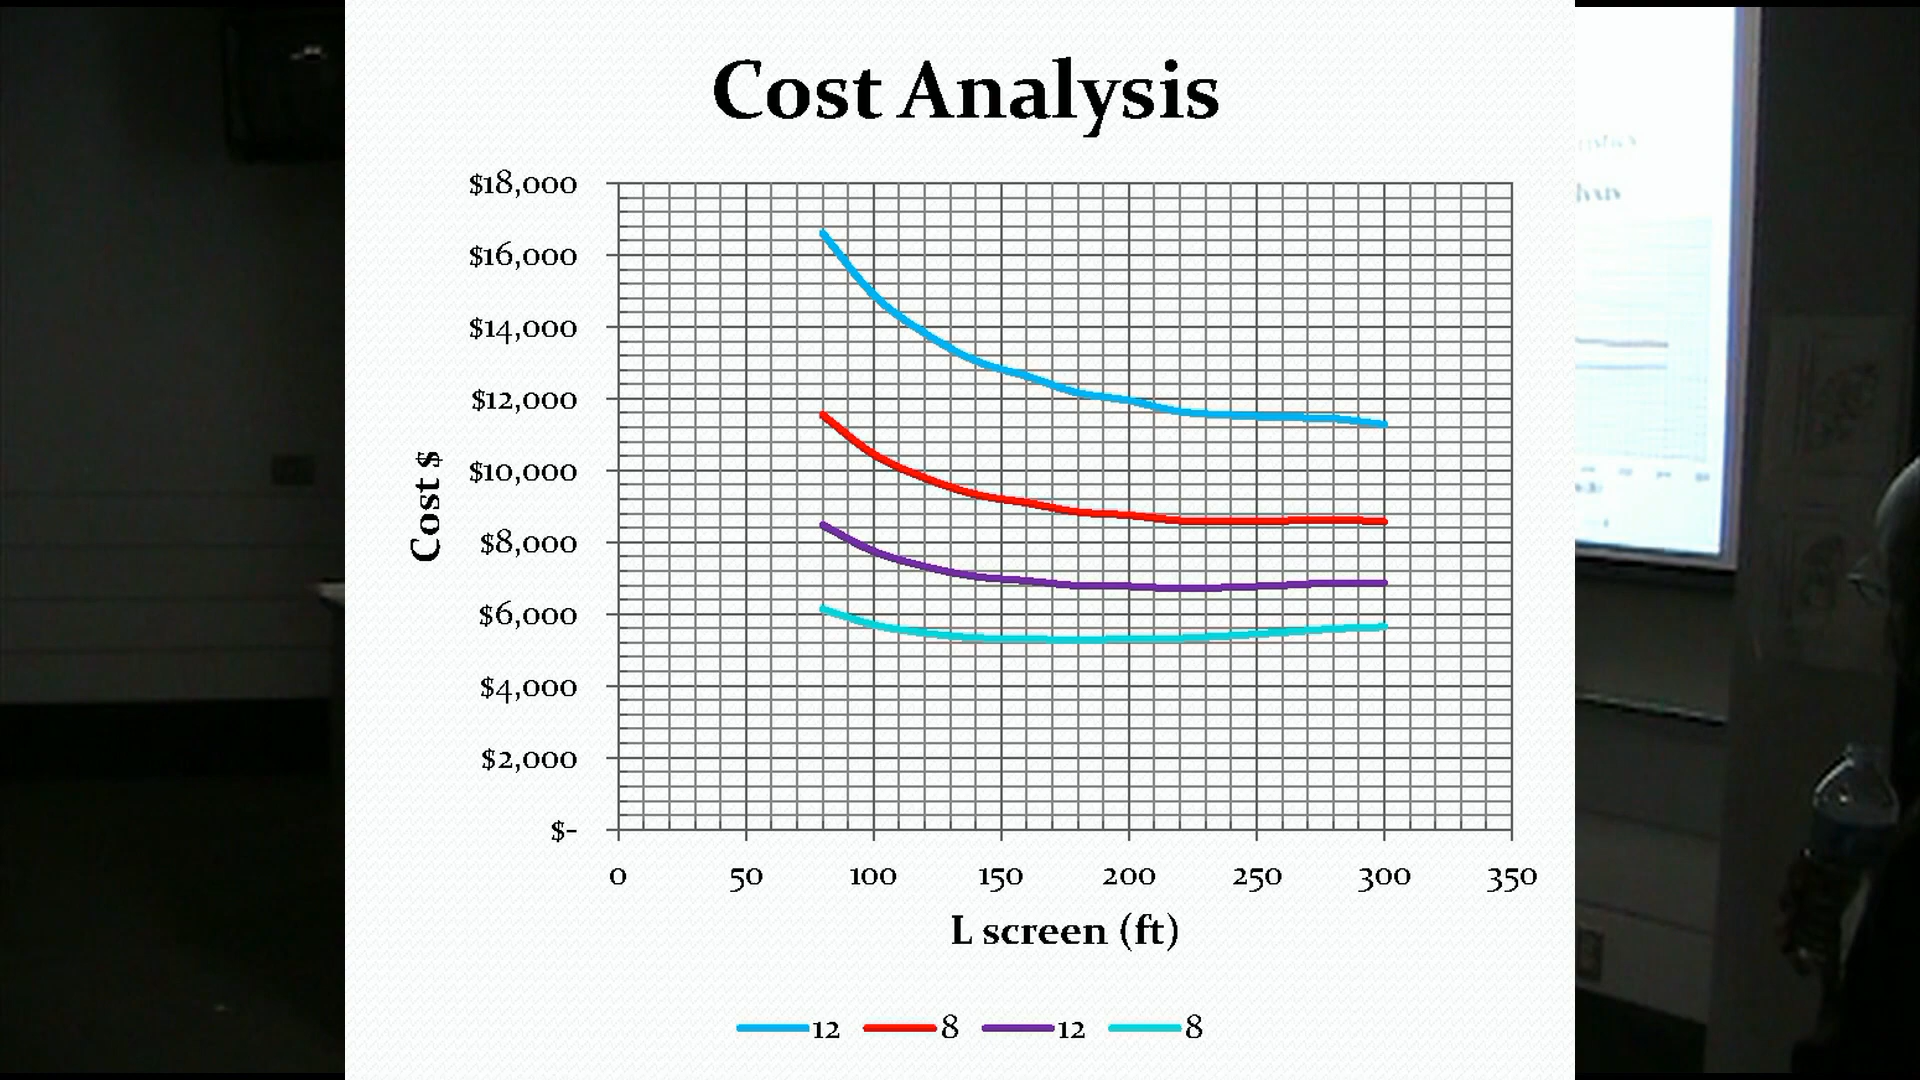 Cost Analysis
$18,000
$16,000
$14,000
$12,000
$10,000
$8,000
$6,000
$4,000
$2,000
$-
Cost $
0 50 100 150 200 250 300 350
L screen (ft)
12 8 12 8